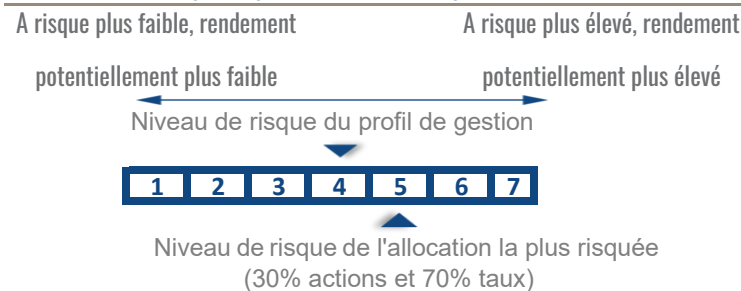 A risque plus faible, rendement A risque plus élevé, rendement
potentiellement plus faible potentiellement plus élevé
Niveau de risque du profil de gestion
1 2 3 4 5 6 7
Niveau de risque de l'allocation la plus risquée
(30% actions et 70% taux)